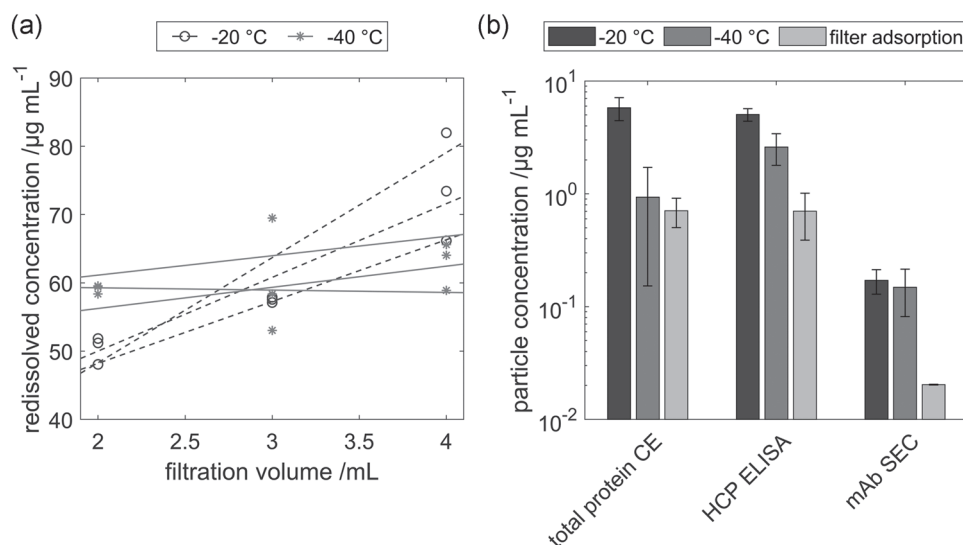 (a)
-20 °C -40 °C
redissolved concentration /µg mL⁻¹
90
80
70
60
50
40
2 2.5 3 3.5 4
filtration volume /mL
(b)
-20 °C -40 °C filter adsorption
particle concentration /µg mL⁻¹
10¹
10⁰
10⁻¹
10⁻²
total protein CE
HCP ELISA
mAb SEC